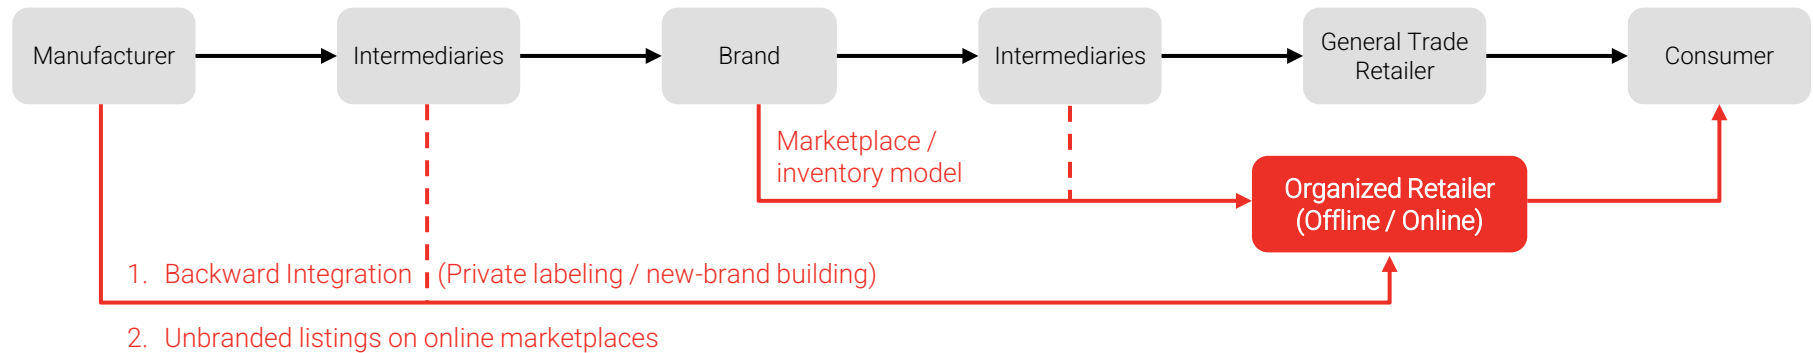 Manufacturer
Intermediaries
Brand
Intermediaries
General Trade
Retailer
Consumer
Marketplace /
inventory model
Organized Retailer
(Offline / Online)
1. Backward Integration (Private labeling / new-brand building)
2. Unbranded listings on online marketplaces